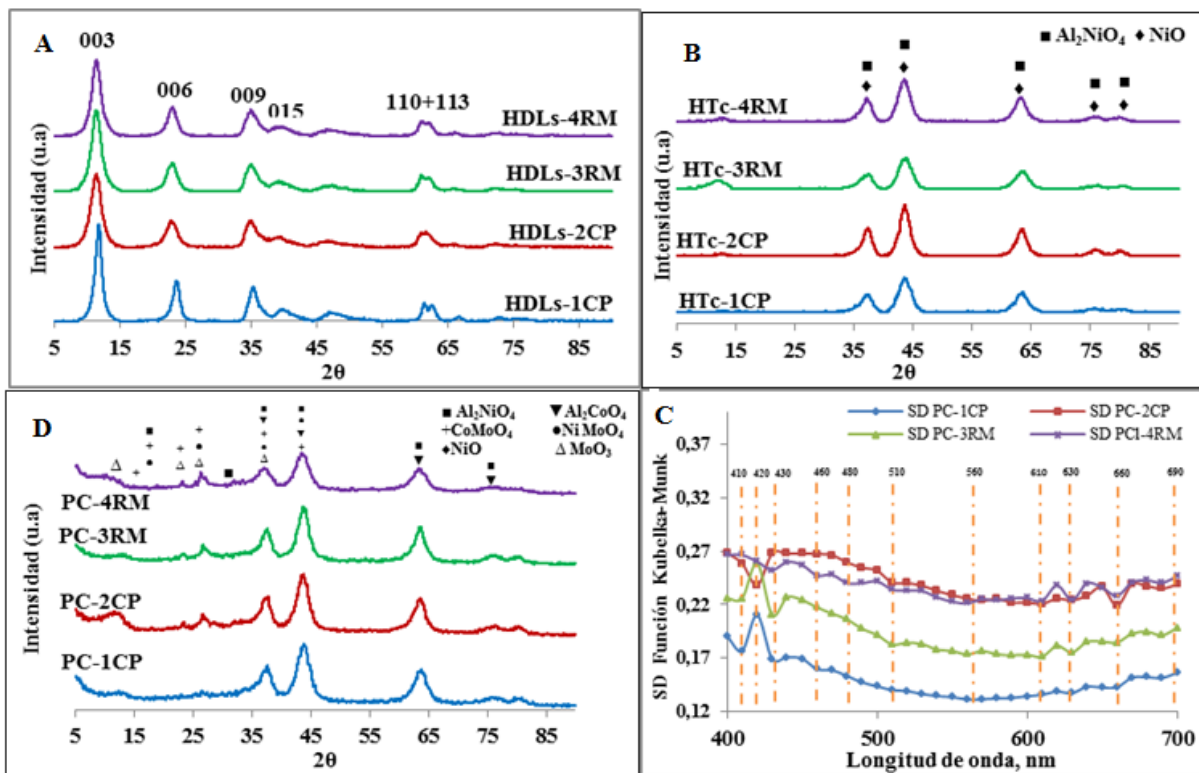 A
003
006
009
015
110+113
HDLs-4RM
HDLs-3RM
HDLs-2CP
HDLs-1CP
Intensidad (u.a)
5 15 25 35 45 55 65 75 85
2θ
B
■ Al₂NiO₄ ♦ NiO
HTc-4RM
HTc-3RM
HTc-2CP
HTc-1CP
Intensidad (u.a)
5 15 25 35 45 55 65 75 85
2θ
D
■ Al₂NiO₄ ▼ Al₂CoO₄
+ CoMoO₄ ● Ni MoO₄
♦ NiO Δ MoO₃
PC-4RM
PC-3RM
PC-2CP
PC-1CP
Intensidad (u.a)
5 15 25 35 45 55 65 75 85
2θ
C
SD PC-1CP SD PC-2CP
SD PC-3RM SD PC1-4RM
SD Función Kubelka-Munk
0,37
0,32
0,27
0,22
0,17
0,12
410 420 430 460 480 510 560 610 630 660 690
400 500 600 700
Longitud de onda, nm